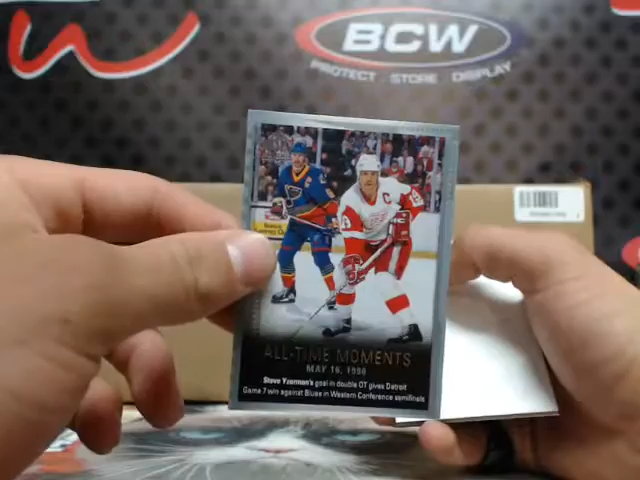 BCW
PROTECT STORE DISPLAY
C
ALL-TIME MOMENTS
MAY 16, 1996
Steve Yzerman's goal in double OT gives Detroit
Game 7 win against Blues in Western Conference semifinals